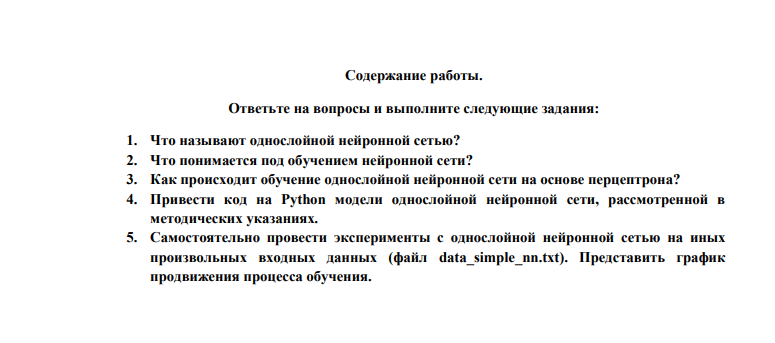 Содержание работы.
Ответьте на вопросы и выполните следующие задания:
1. Что называют однослойной нейронной сетью?
2. Что понимается под обучением нейронной сети?
3. Как происходит обучение однослойной нейронной сети на основе перцептрона?
4. Привести код на Python модели однослойной нейронной сети, рассмотренной в
методических указаниях.
5. Самостоятельно провести эксперименты с однослойной нейронной сетью на иных
произвольных входных данных (файл data_simple_nn.txt). Представить график
продвижения процесса обучения.